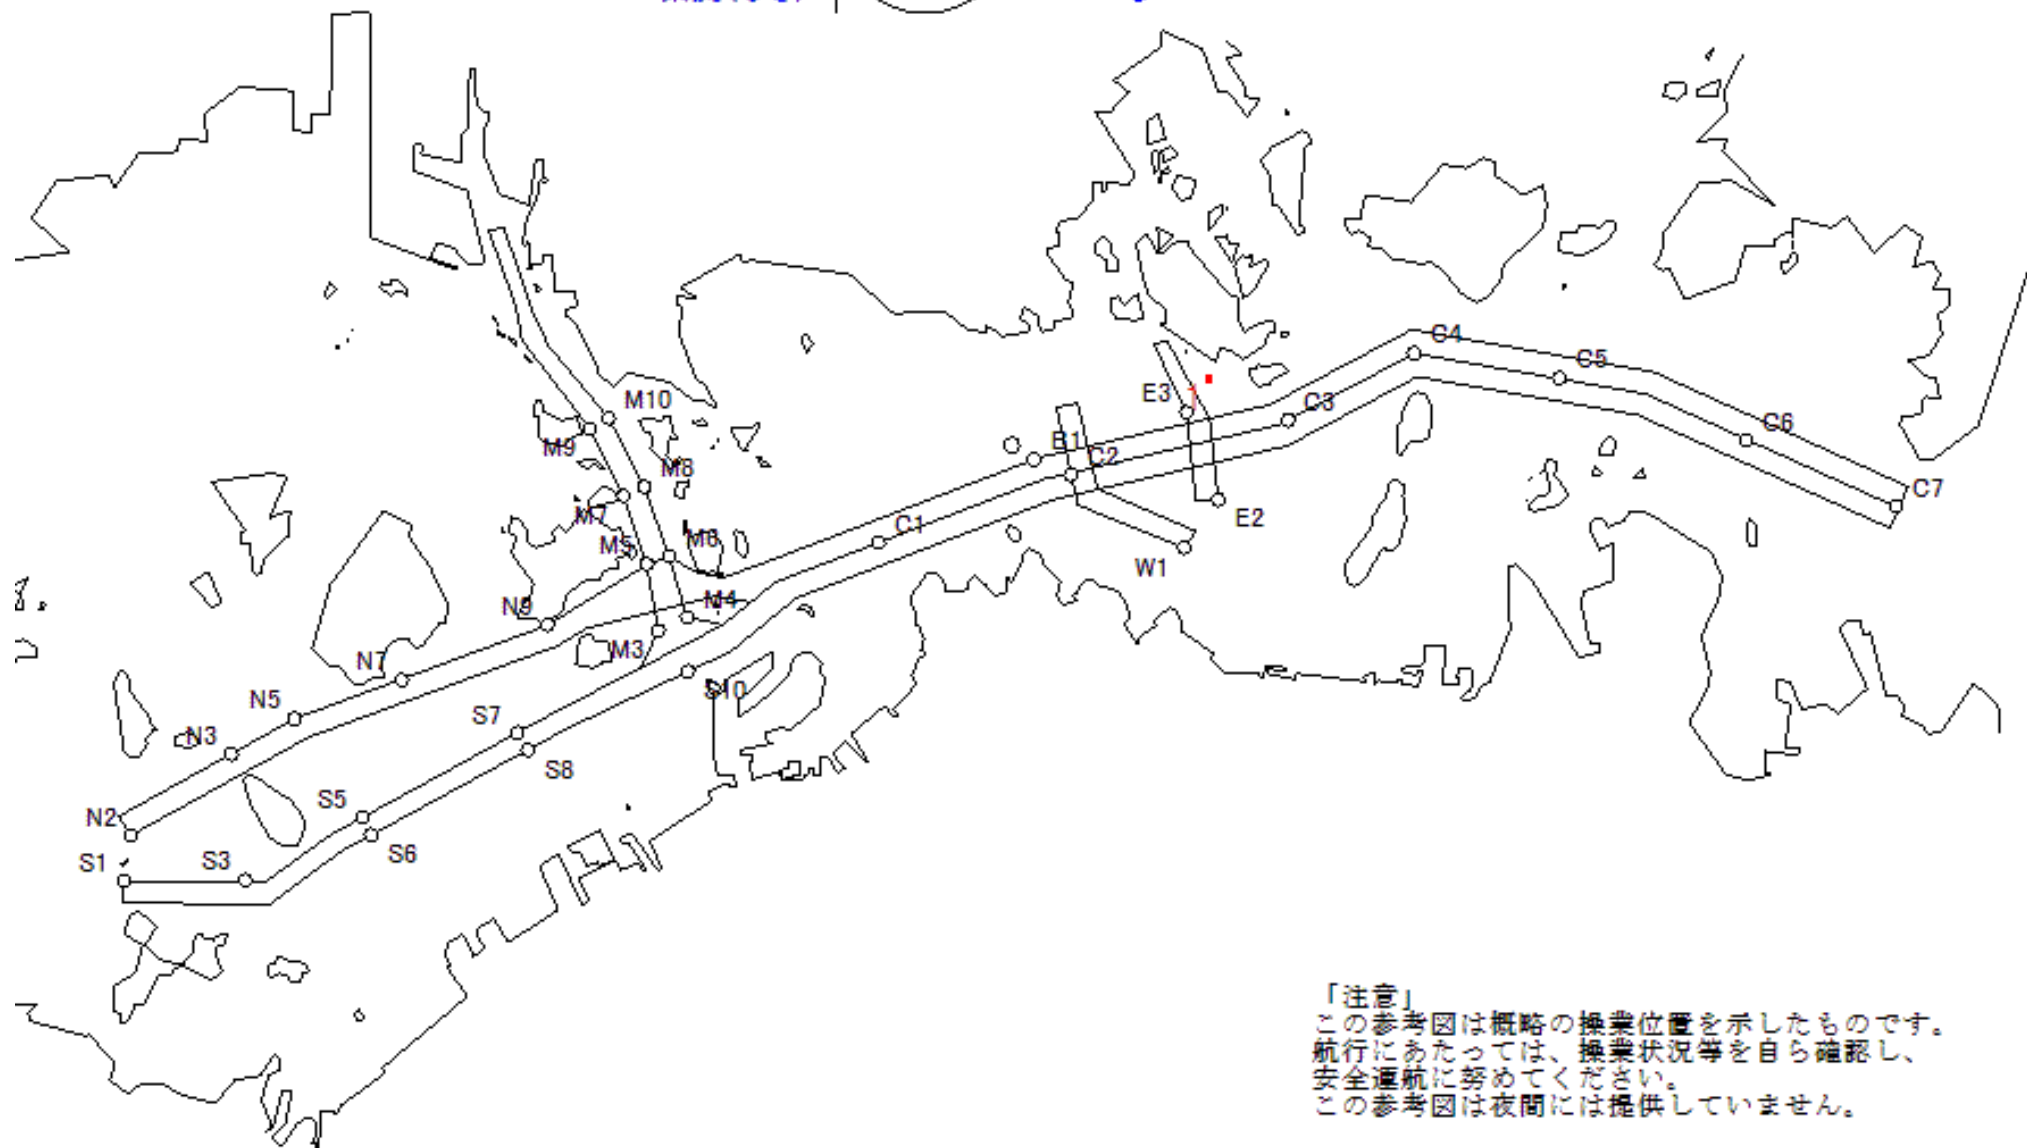 C4
C5
M10
E3
1
C3
C6
M9
B1
C2
M8
C7
M7
E2
C1
M6
M5
W1
M4
N9
M3
N7
S10
N5
S7
N3
S8
S5
N2
S6
S1
S3
「注意」
この参考図は概略の操業位置を示したものです。
航行にあたっては、操業状況等を自ら確認し、
安全運航に努めてください。
この参考図は夜間には提供していません。